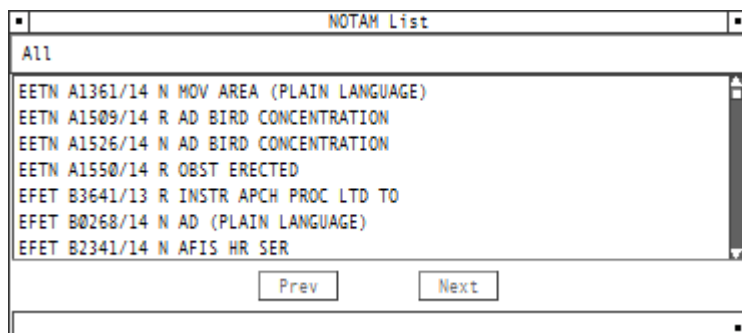 NOTAM List
All
EETN A1361/14 N MOV AREA (PLAIN LANGUAGE)
EETN A1509/14 R AD BIRD CONCENTRATION
EETN A1526/14 N AD BIRD CONCENTRATION
EETN A1550/14 R OBST ERECTED
EFET B3641/13 R INSTR APCH PROC LTD TO
EFET B0268/14 N AD (PLAIN LANGUAGE)
EFET B2341/14 N AFIS HR SER
Prev Next